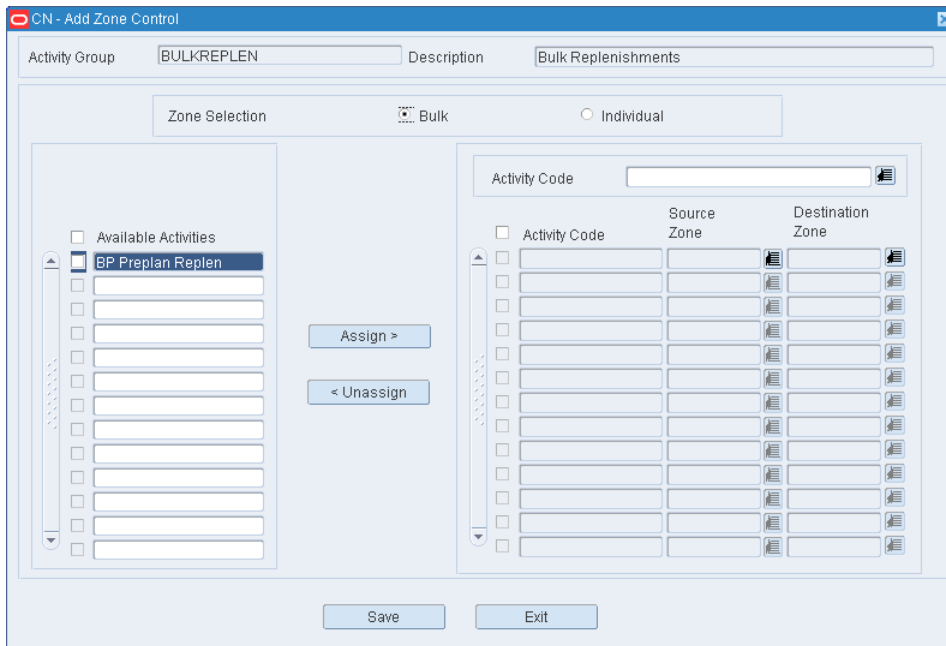 CN - Add Zone Control
Activity Group BULKREPLEN Description Bulk Replenishments
Zone Selection Bulk Individual
Activity Code
Available Activities
BP Preplan Replen
Activity Code Source Zone Destination Zone
Assign >
< Unassign
Save Exit